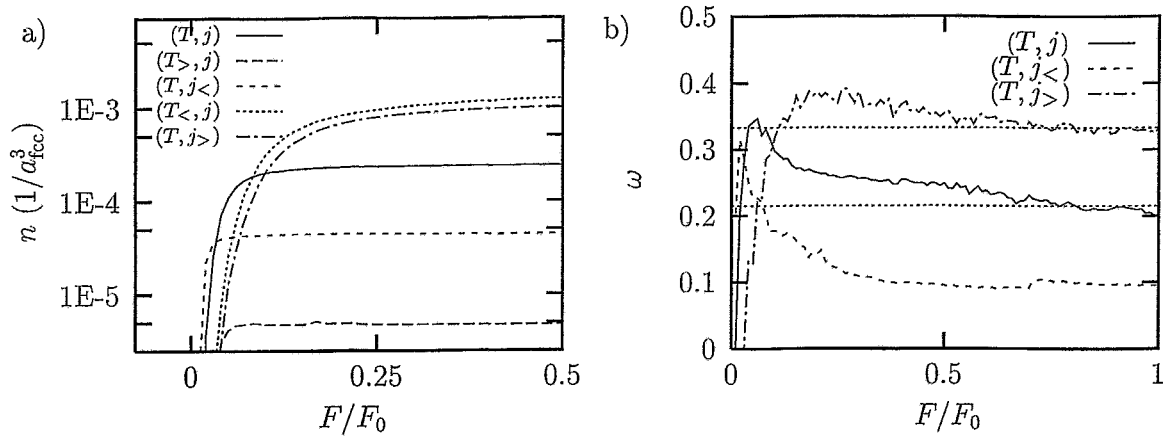 a)
(T, j)
(T>, j)
(T, j<)
(T<, j)
(T, j>)
1E-3
1E-4
1E-5
n (1/a³fcc)
0
0.25
0.5
F/F₀
b)
(T, j)
(T, j<)
(T, j>)
0.5
0.4
0.3
0.2
0.1
0
ω
0
0.5
1
F/F₀